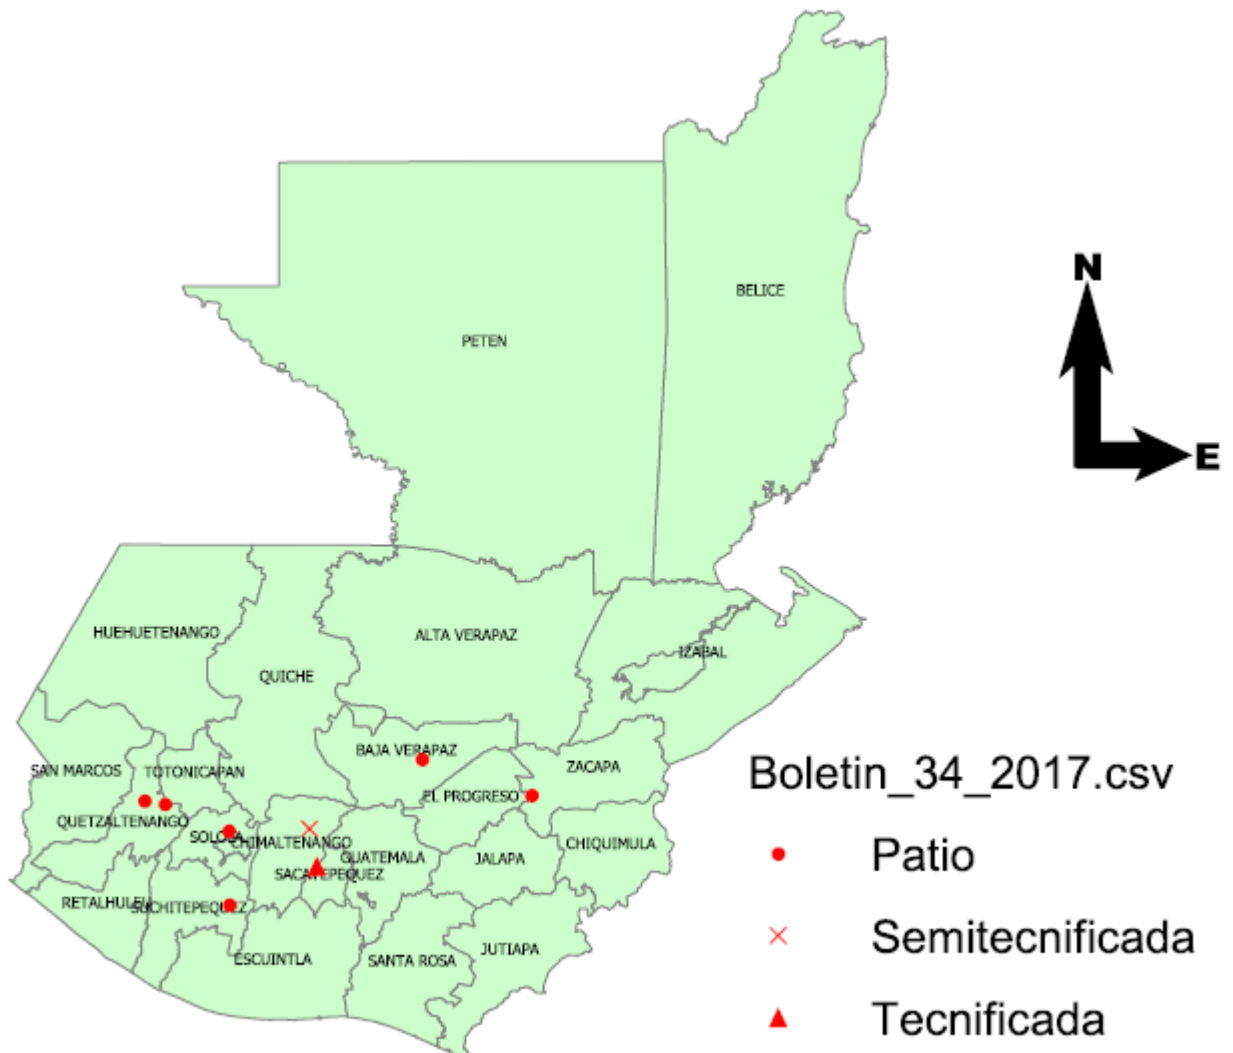 N
BELICE
PETEN
E
HUEHUETENANGO
ALTA VERAPAZ
IZABAL
QUICHE
BAJA VERAPAZ
SAN MARCOS
TOTONICAPAN
ZACAPA
Boletin_34_2017.csv
EL PROGRESO
QUETZALTENANGO
SOLOLA
CHIMALTENANGO
CHIQUIMULA
GUATEMALA
JALAPA
Patio
SACATEPEQUEZ
RETALHULEU
SUCHITEPEQUEZ
Semitecnificada
JUTIAPA
ESCUINTLA
SANTA ROSA
Tecnificada